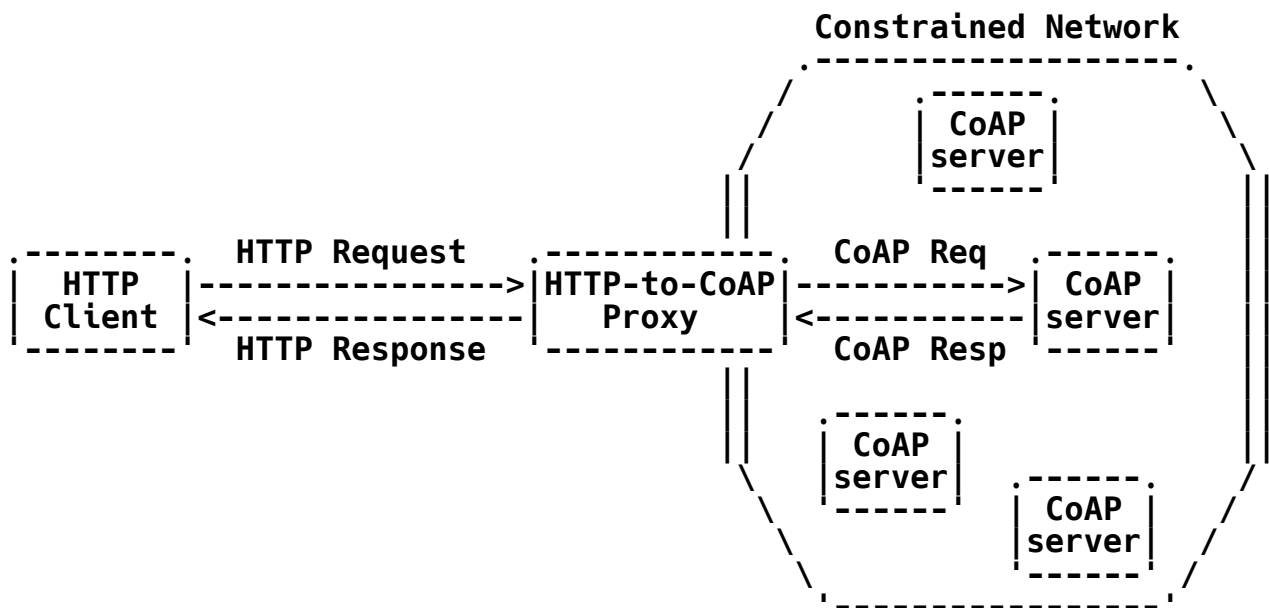 Constrained Network
CoAP
server
HTTP Request
CoAP Req
HTTP
Client
HTTP-to-CoAP
Proxy
CoAP
server
HTTP Response
CoAP Resp
CoAP
server
CoAP
server